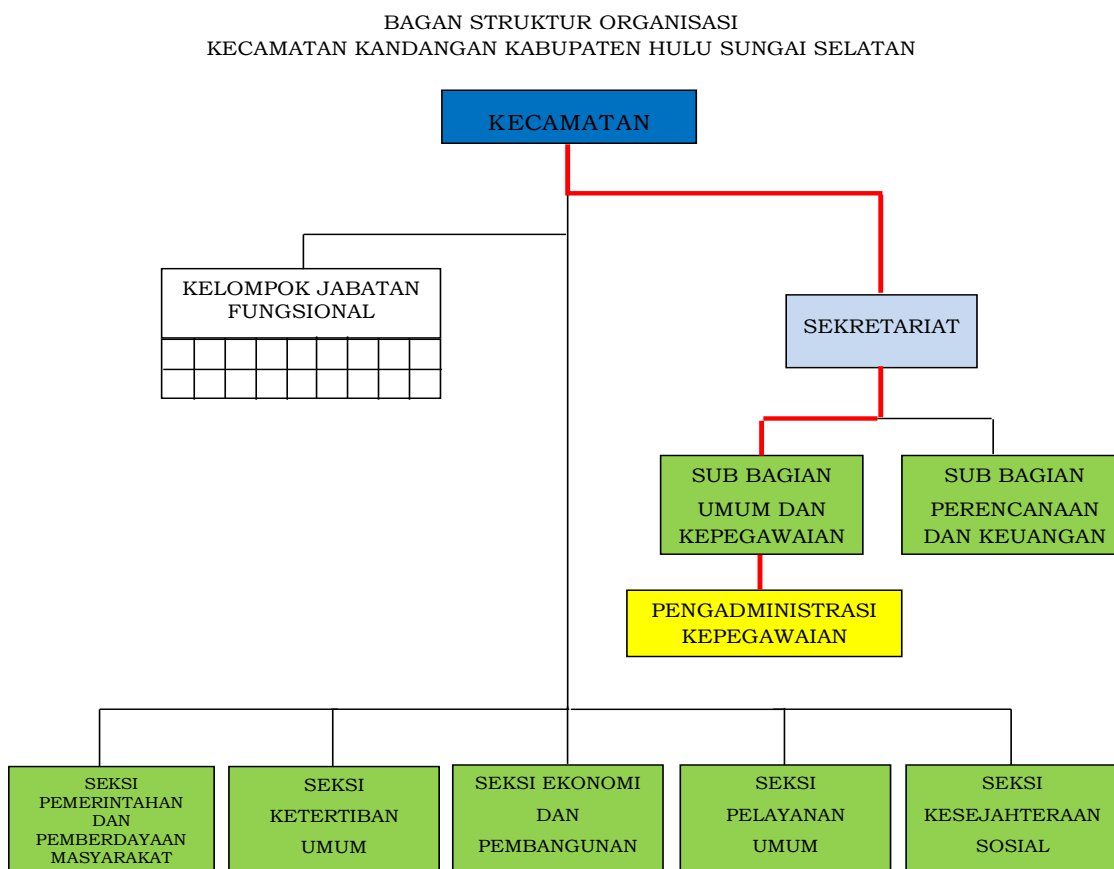 BAGAN STRUKTUR ORGANISASI
KECAMATAN KANDANGAN KABUPATEN HULU SUNGAI SELATAN
KECAMATAN
KELOMPOK JABATAN
FUNGSIONAL
SEKRETARIAT
SUB BAGIAN
UMUM DAN
KEPEGAWAIAN
SUB BAGIAN
PERENCANAAN
DAN KEUANGAN
PENGADMINISTRASI
KEPEGAWAIAN
SEKSI
PEMERINTAHAN
DAN
PEMBERDAYAAN
MASYARAKAT
SEKSI
KETERTIBAN
UMUM
SEKSI EKONOMI
DAN
PEMBANGUNAN
SEKSI
PELAYANAN
UMUM
SEKSI
KESEJAHTERAAN
SOSIAL